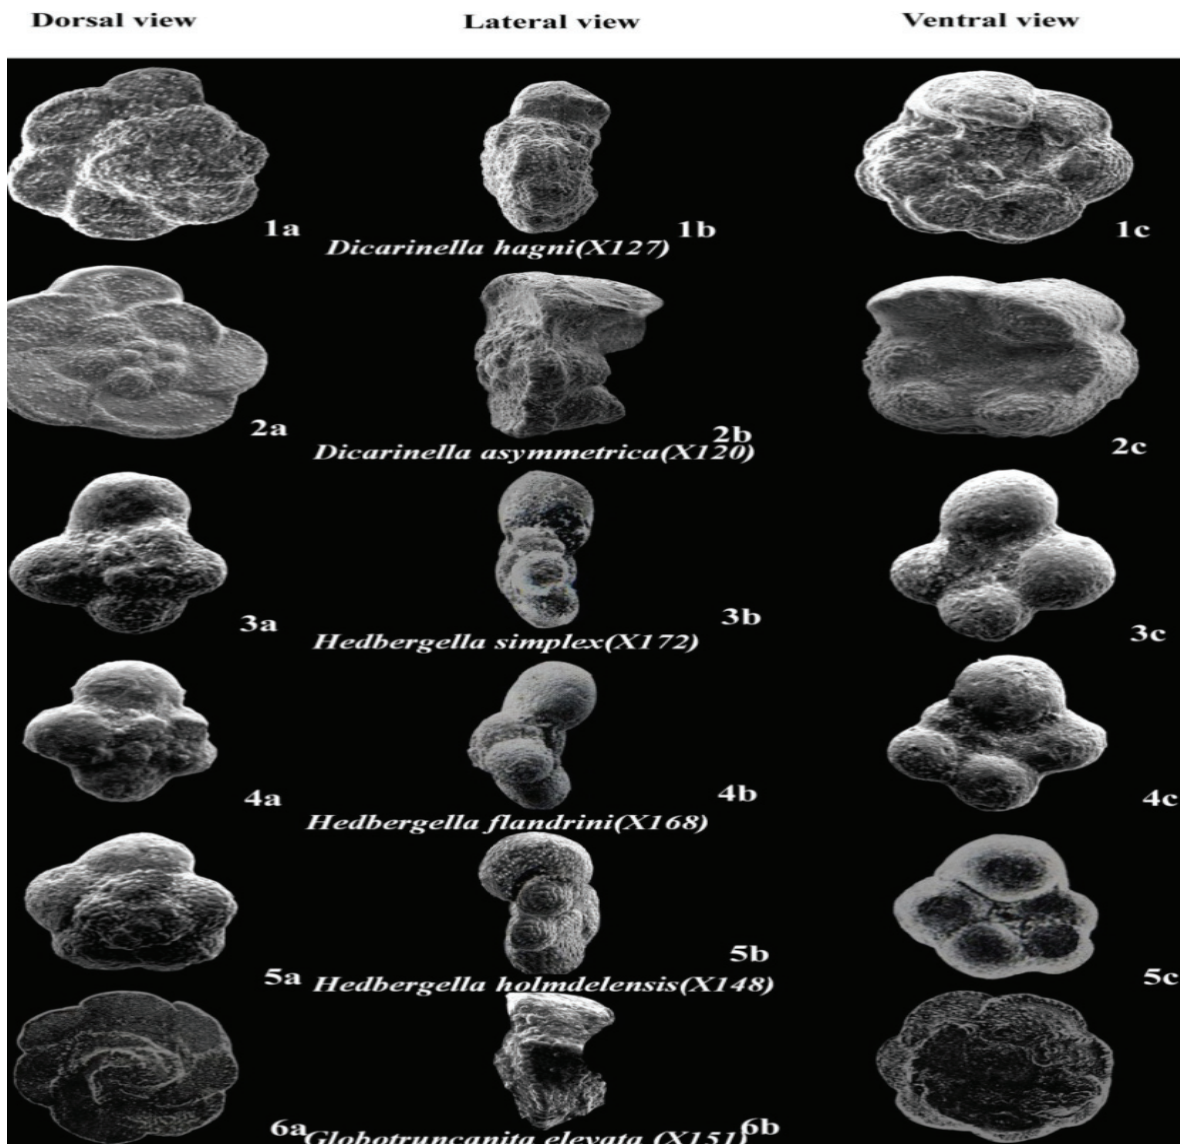 Dorsal view Lateral view Ventral view
1a 1b 1c
Dicarinella hagni(X127)
2a 2b 2c
Dicarinella asymmetrica(X120)
3a 3b 3c
Hedbergella simplex(X172)
4a 4b 4c
Hedbergella flandrini(X168)
5a 5b 5c
Hedbergella holmdelensis(X148)
6a 6b
Globotruncanita elevata (X151)